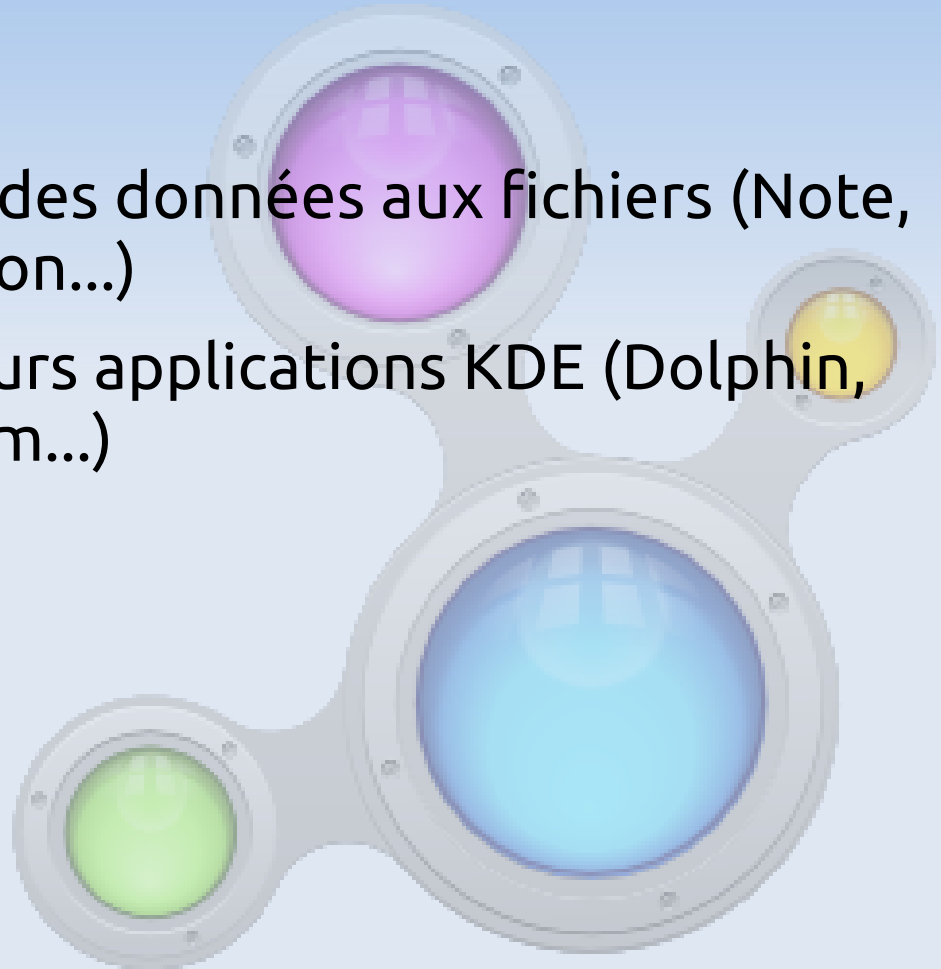 des données aux fichiers (Note,
on...)
urs applications KDE (Dolphin,
m...)